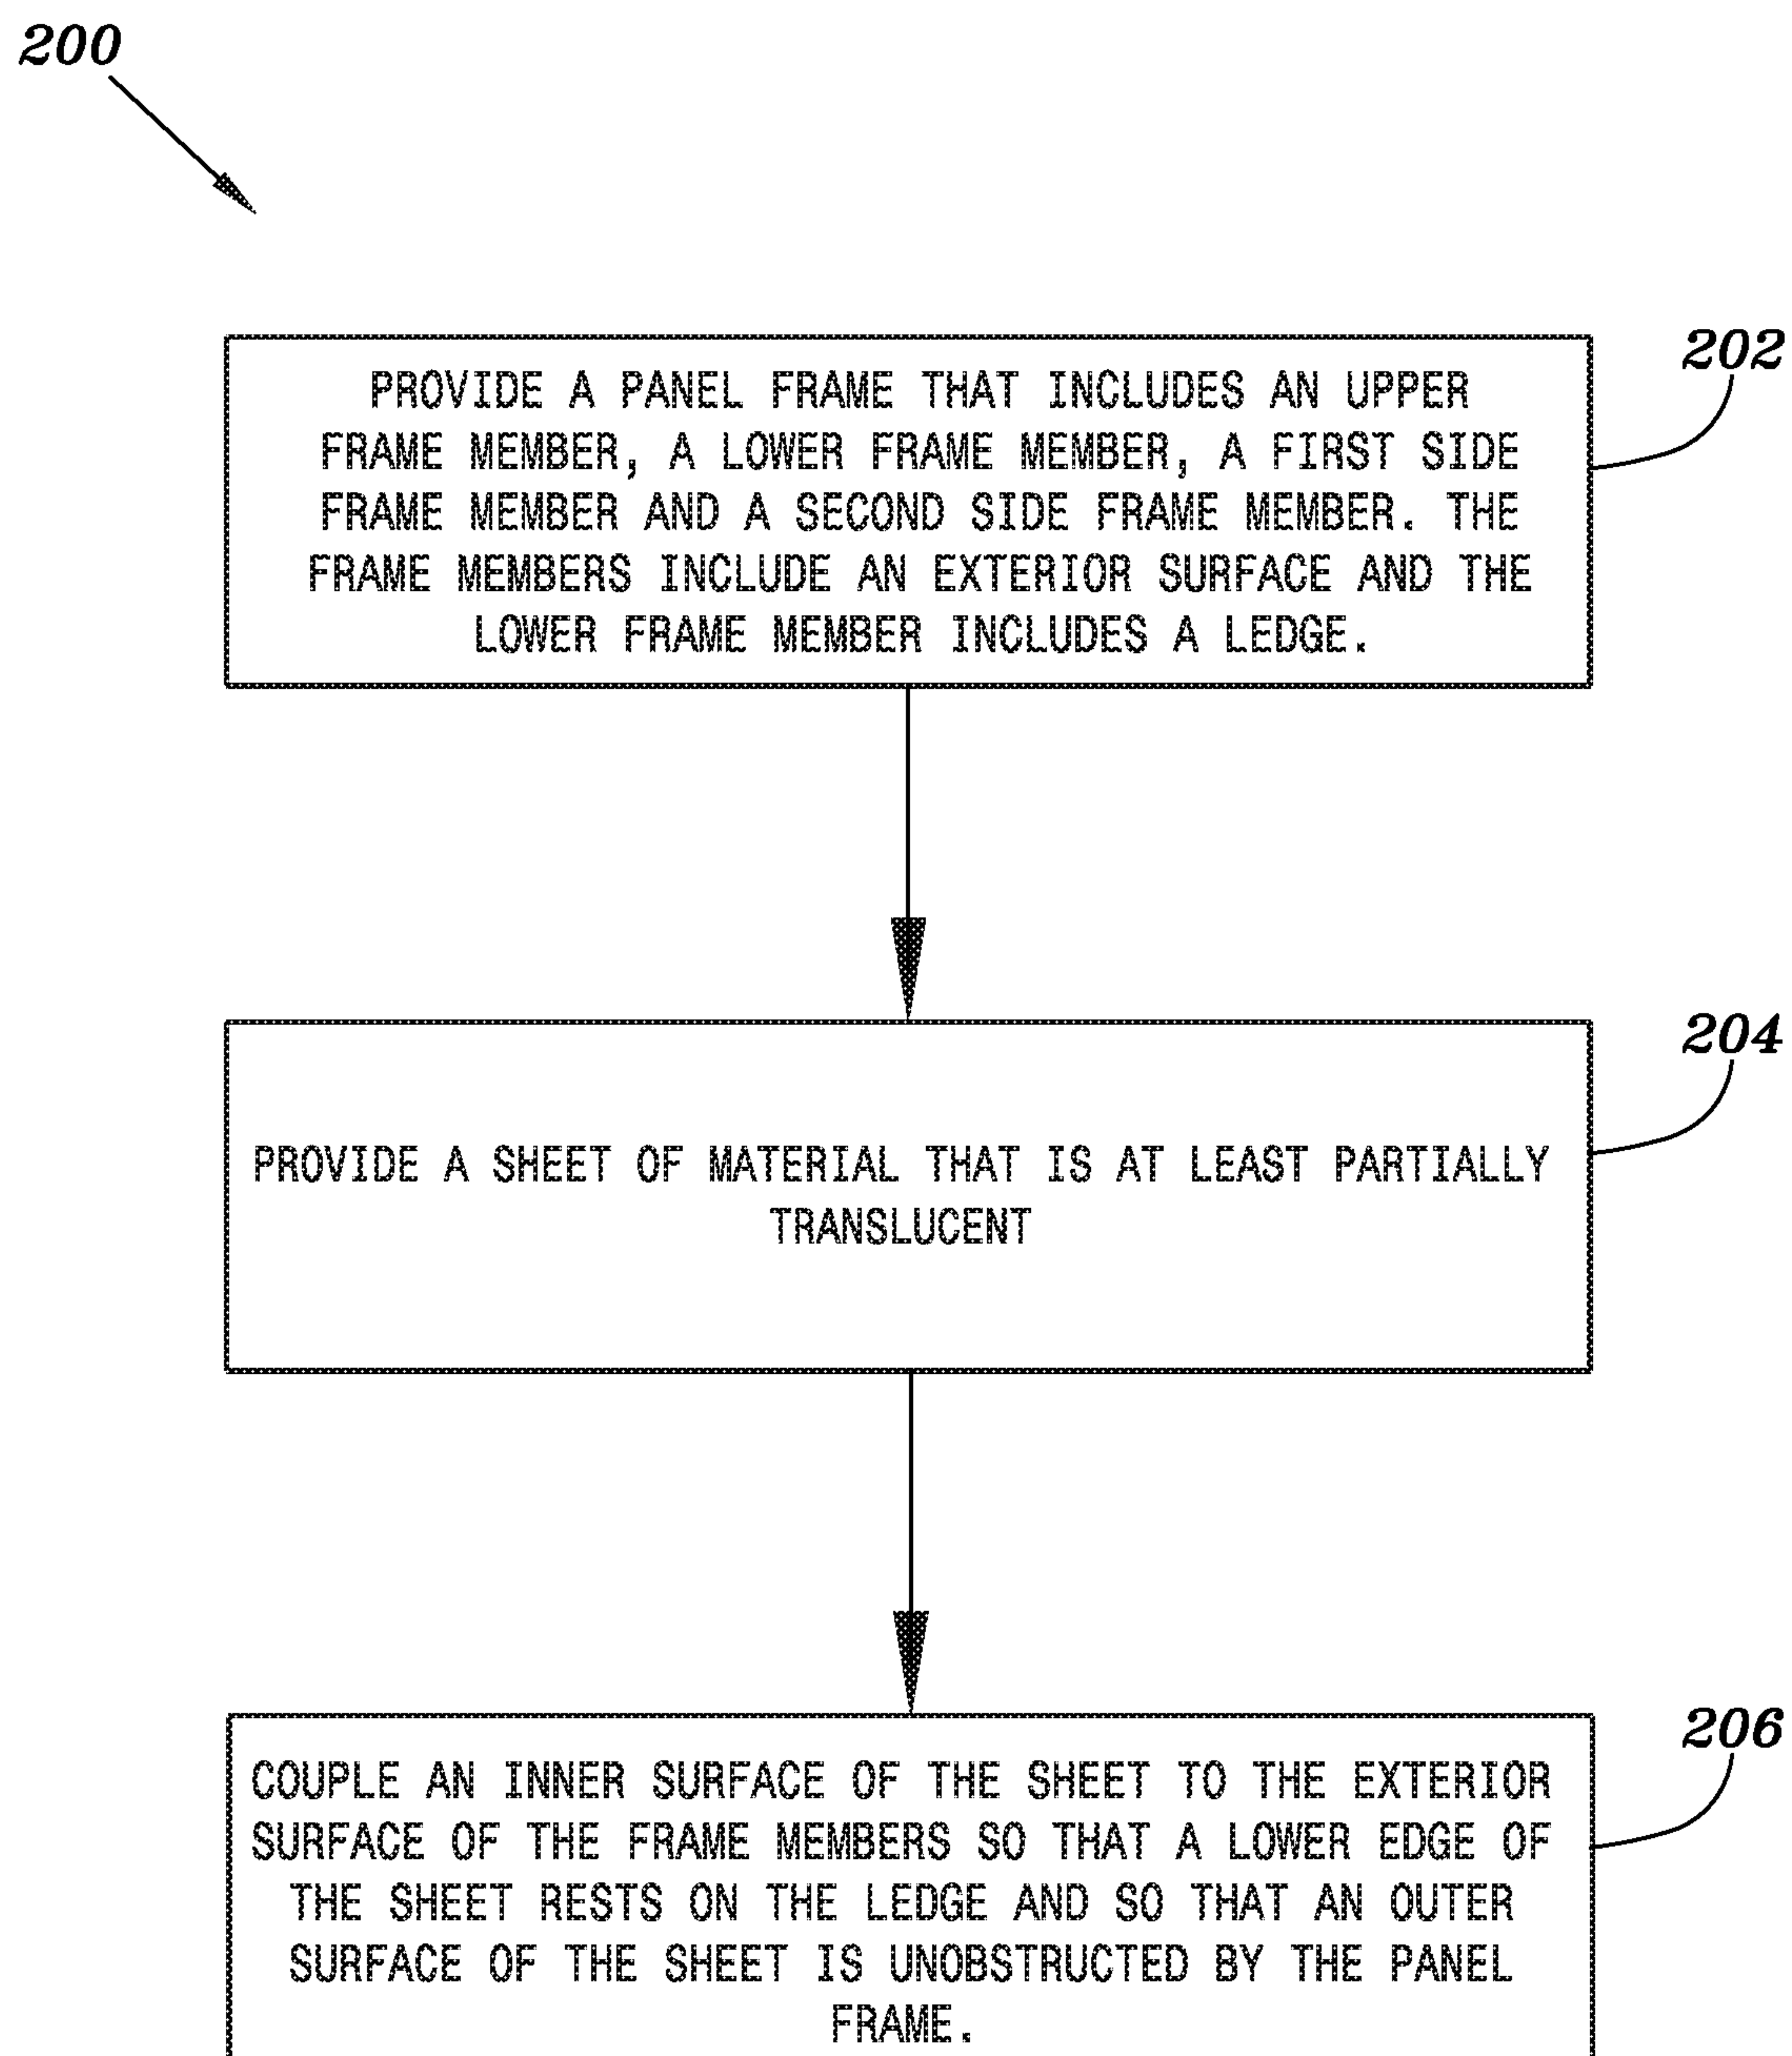 200
202
PROVIDE A PANEL FRAME THAT INCLUDES AN UPPER
FRAME MEMBER, A LOWER FRAME MEMBER, A FIRST SIDE
FRAME MEMBER AND A SECOND SIDE FRAME MEMBER. THE
FRAME MEMBERS INCLUDE AN EXTERIOR SURFACE AND THE
LOWER FRAME MEMBER INCLUDES A LEDGE.
204
PROVIDE A SHEET OF MATERIAL THAT IS AT LEAST PARTIALLY
TRANSLUCENT
206
COUPLE AN INNER SURFACE OF THE SHEET TO THE EXTERIOR
SURFACE OF THE FRAME MEMBERS SO THAT A LOWER EDGE OF
THE SHEET RESTS ON THE LEDGE AND SO THAT AN OUTER
SURFACE OF THE SHEET IS UNOBSTRUCTED BY THE PANEL
FRAME.